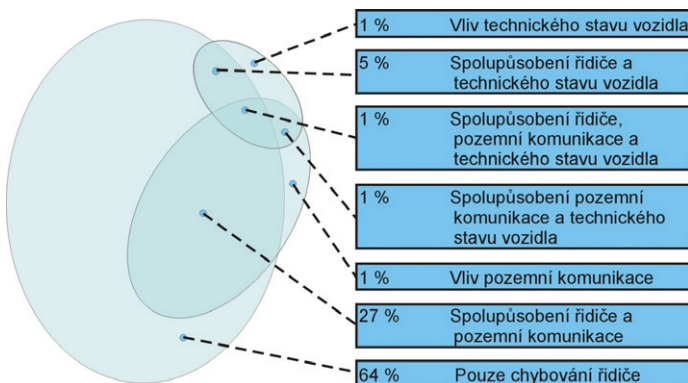 1 % Vliv technického stavu vozidla
5 % Spolupůsobení řidiče a
technického stavu vozidla
1 % Spolupůsobení řidiče,
pozemní komunikace a
technického stavu vozidla
1 % Spolupůsobení pozemní
komunikace a technického
stavu vozidla
1 % Vliv pozemní komunikace
27 % Spolupůsobení řidiče a
pozemní komunikace
64 % Pouze chybování řidiče